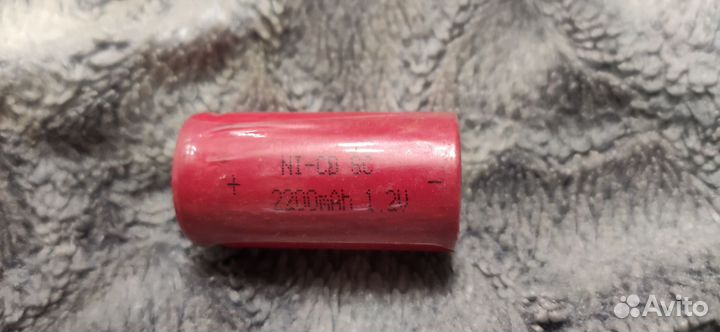 NI-CD SC
+ -
2200mAh 1.2V
Avito